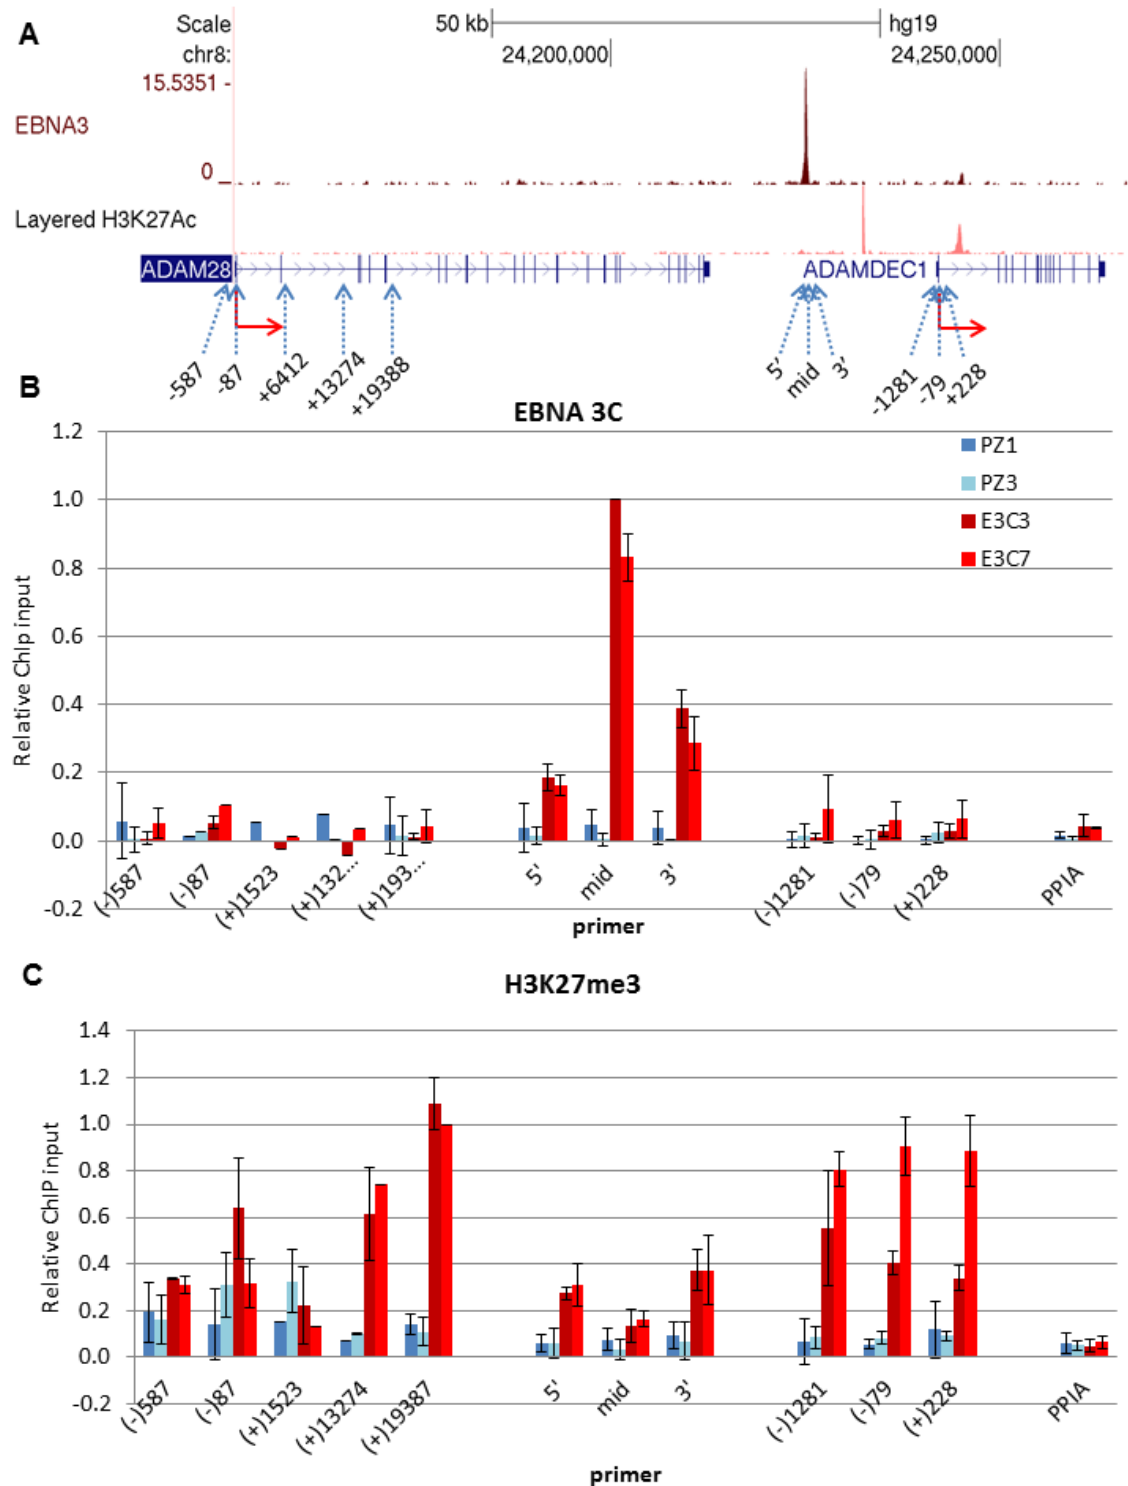 A
Scale 50 kb hg19
chr8: 24,200,000 24,250,000
15.5351 -
EBNA3
0
Layered H3K27Ac
ADAM28 ADAMDEC1
-587 -87 +6412 +13274 +19388 5' mid 3' -1281 -79 +228
B
EBNA 3C
1.2
1.0
0.8
0.6
0.4
0.2
0.0
-0.2
Relative ChIp input
PZ1
PZ3
E3C3
E3C7
(-)587 (-)87 (+)1523 (+)132... (+)193... 5' mid 3' (-)1281 (-)79 (+)228 PPIA
primer
C
H3K27me3
1.4
1.2
1.0
0.8
0.6
0.4
0.2
0.0
-0.2
Relative ChIP input
(-)587 (-)87 (+)1523 (+)13274 (+)19387 5' mid 3' (-)1281 (-)79 (+)228 PPIA
primer